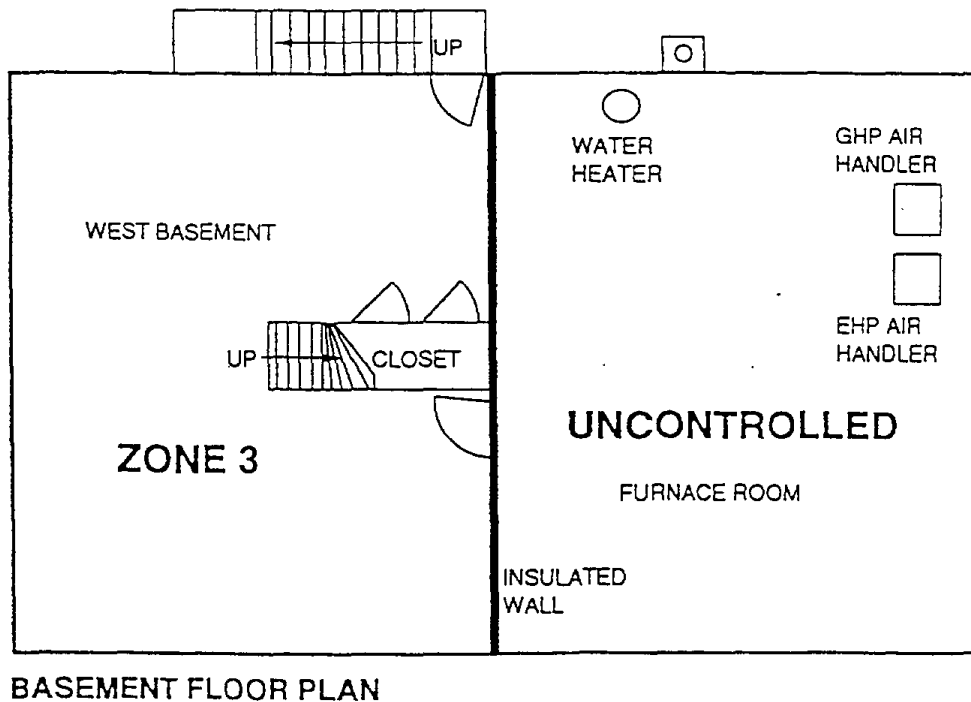 UP
WATER
HEATER
GHP AIR
HANDLER
WEST BASEMENT
EHP AIR
HANDLER
UP
CLOSET
UNCONTROLLED
ZONE 3
FURNACE ROOM
INSULATED
WALL
BASEMENT FLOOR PLAN